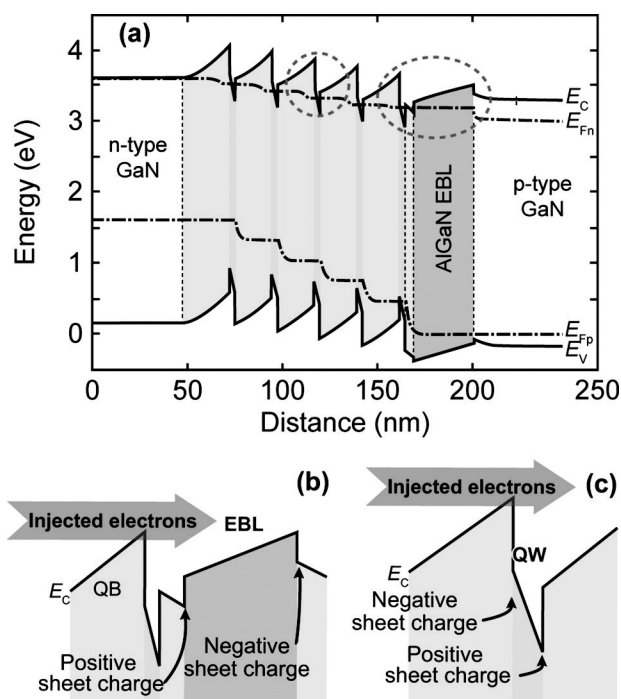 (a)
4
3
2
1
0
Energy (eV)
n-type
GaN
AlGaN EBL
p-type
GaN
E_C
E_Fn
E_Fp
E_V
0 50 100 150 200 250
Distance (nm)
(b)
Injected electrons
EBL
E_C
QB
Positive
sheet charge
Negative
sheet charge
(c)
Injected electrons
QW
E_C
Negative
sheet charge
Positive
sheet charge